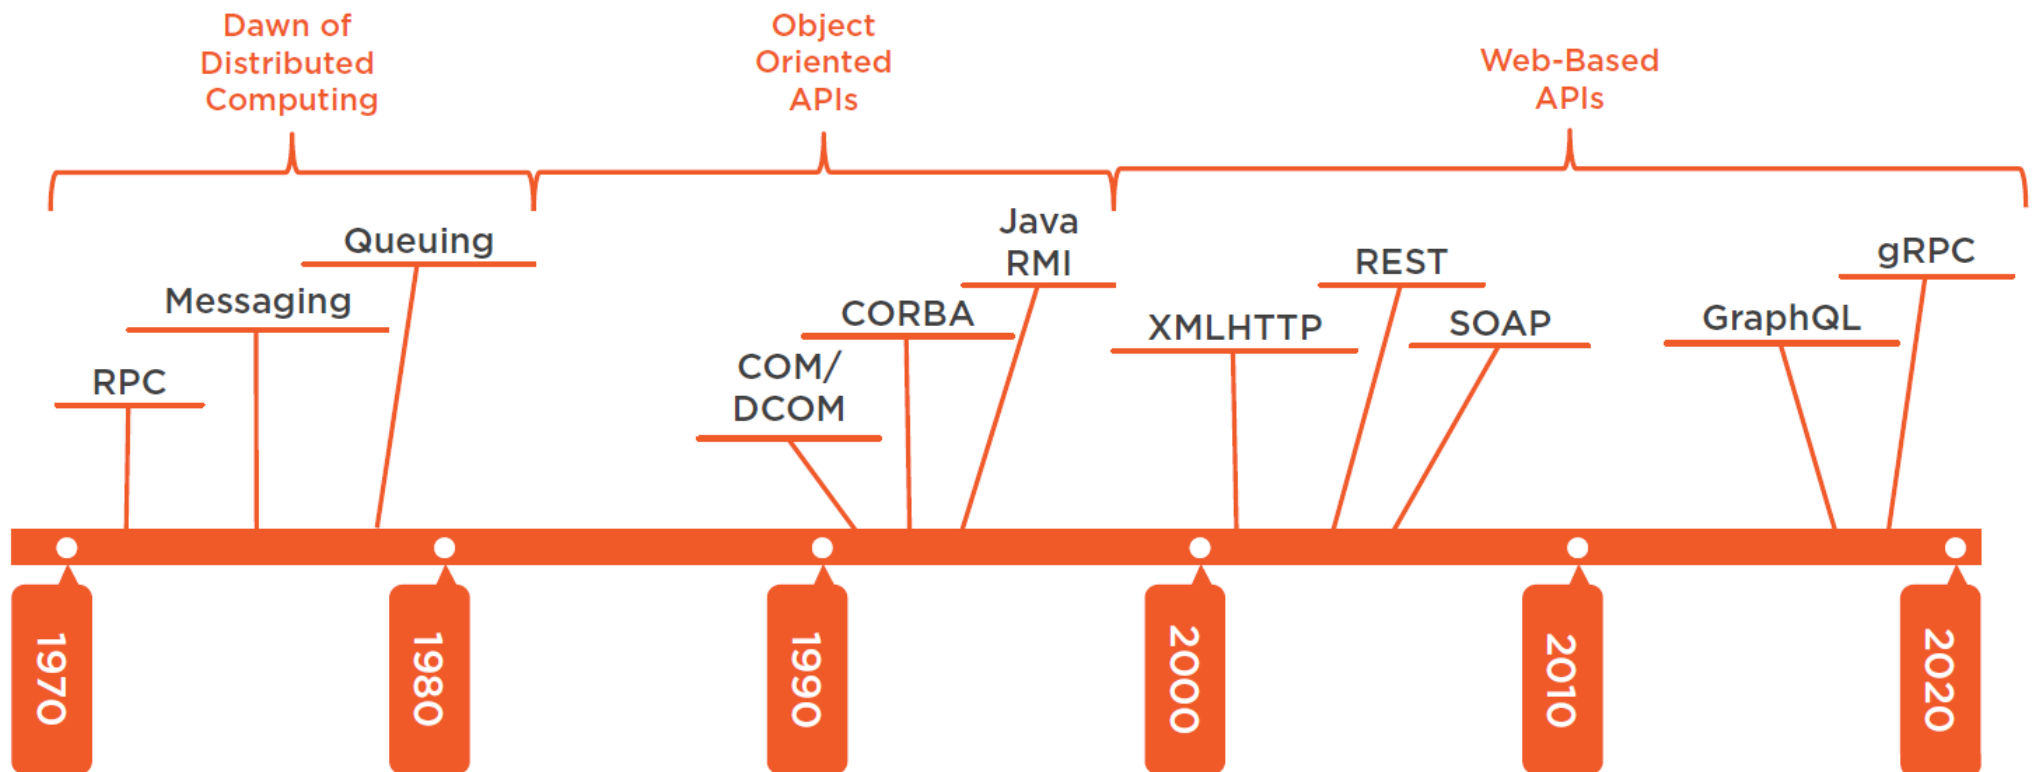 Dawn of
Distributed
Computing
Object
Oriented
APIs
Web-Based
APIs
RPC
Messaging
Queuing
COM/
DCOM
CORBA
Java
RMI
XMLHTTP
REST
SOAP
GraphQL
gRPC
1970
1980
1990
2000
2010
2020